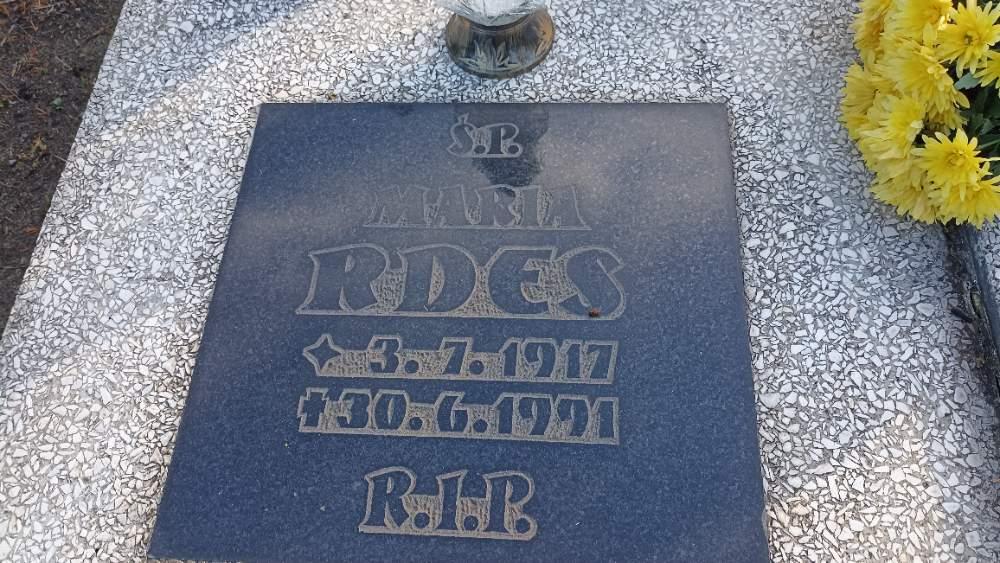 Ś.P.
MARIA
RDES
3.7.1917
30.6.1991
R.I.P.